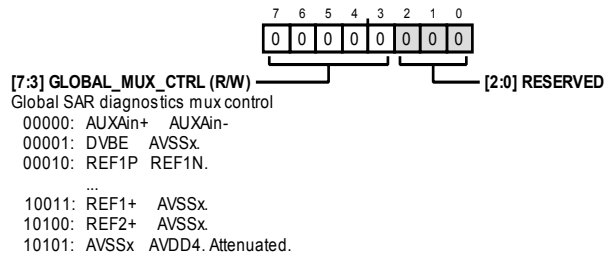 7 6 5 4 3 2 1 0
0 0 0 0 0 0 0 0
[7:3] GLOBAL_MUX_CTRL (R/W) [2:0] RESERVED
Global SAR diagnostics mux control
00000: AUXAin+ AUXAin-
00001: DVBE AVSSx.
00010: REF1P REF1N.
...
10011: REF1+ AVSSx.
10100: REF2+ AVSSx.
10101: AVSSx AVDD4. Attenuated.